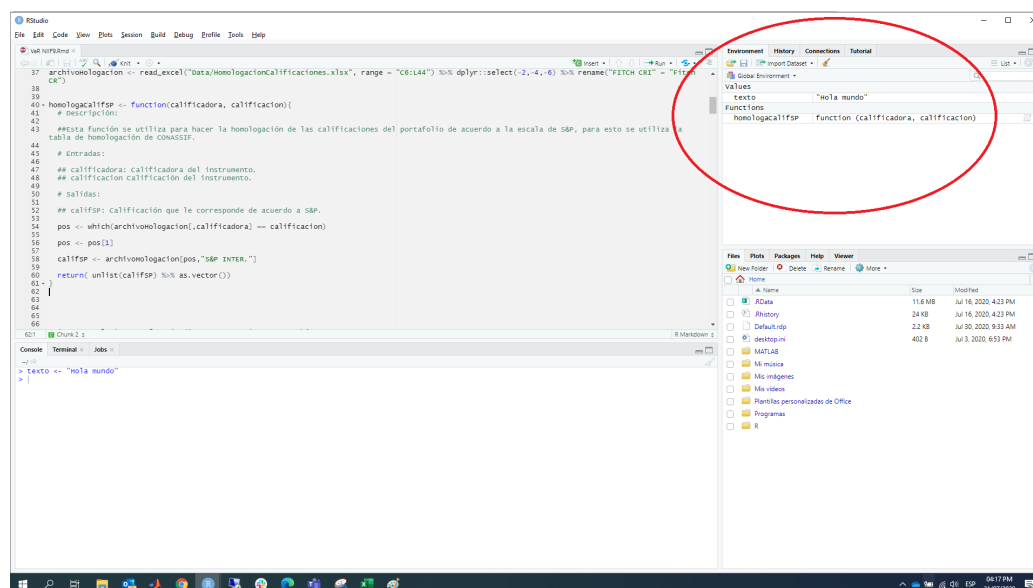 RStudio
File Edit Code View Plots Session Build Debug Profile Tools Help
VaR NIIF9.Rmd
Knit Insert Run
37 archivoHologacion <- read_excel("Data/HomologacionCalificaciones.xlsx", range = "C6:L44") %>% dplyr::select(-2,-4,-6) %>% rename("FITCH CRI" = "Fitch
CR")
38
39
40 homologaCalifSP <- function(calificadora, calificacion){
41 # Descripción:
42
43 ##Esta función se utiliza para hacer la homologación de las calificaciones del portafolio de acuerdo a la escala de S&P, para esto se utiliza la
tabla de homologación de CONASSIF.
44
45 # Entradas:
46
47 ## calificadora: Calificadora del instrumento.
48 ## calificacion Calificación del instrumento.
49
50 # Salidas:
51
52 ## califSP: Calificación que le corresponde de acuerdo a S&P.
53
54 pos <- which(archivoHomologacion[,calificadora] == calificacion)
55
56 pos <- pos[1]
57
58 califSP <- archivoHomologacion[pos,"S&P INTER."]
59
60 return( unlist(califSP) %>% as.vector())
61 }
62
63
64
65
66
62:1 Chunk 2 R Markdown
Console Terminal Jobs
~/
> texto <- "Hola mundo"
>
Environment History Connections Tutorial
Import Dataset List
Global Environment
Values
texto "Hola mundo"
Functions
homologaCalifSP function (calificadora, calificacion)
Files Plots Packages Help Viewer
New Folder Delete Rename More
Home
Name Size Modified
.RData 11.6 MB Jul 16, 2020, 4:23 PM
.Rhistory 24 KB Jul 16, 2020, 4:23 PM
Default.rdp 2.2 KB Jul 30, 2020, 9:33 AM
desktop.ini 402 B Jul 3, 2020, 6:53 PM
MATLAB
Mi música
Mis imágenes
Mis vídeos
Plantillas personalizadas de Office
Programas
R
ESP 04:17 PM